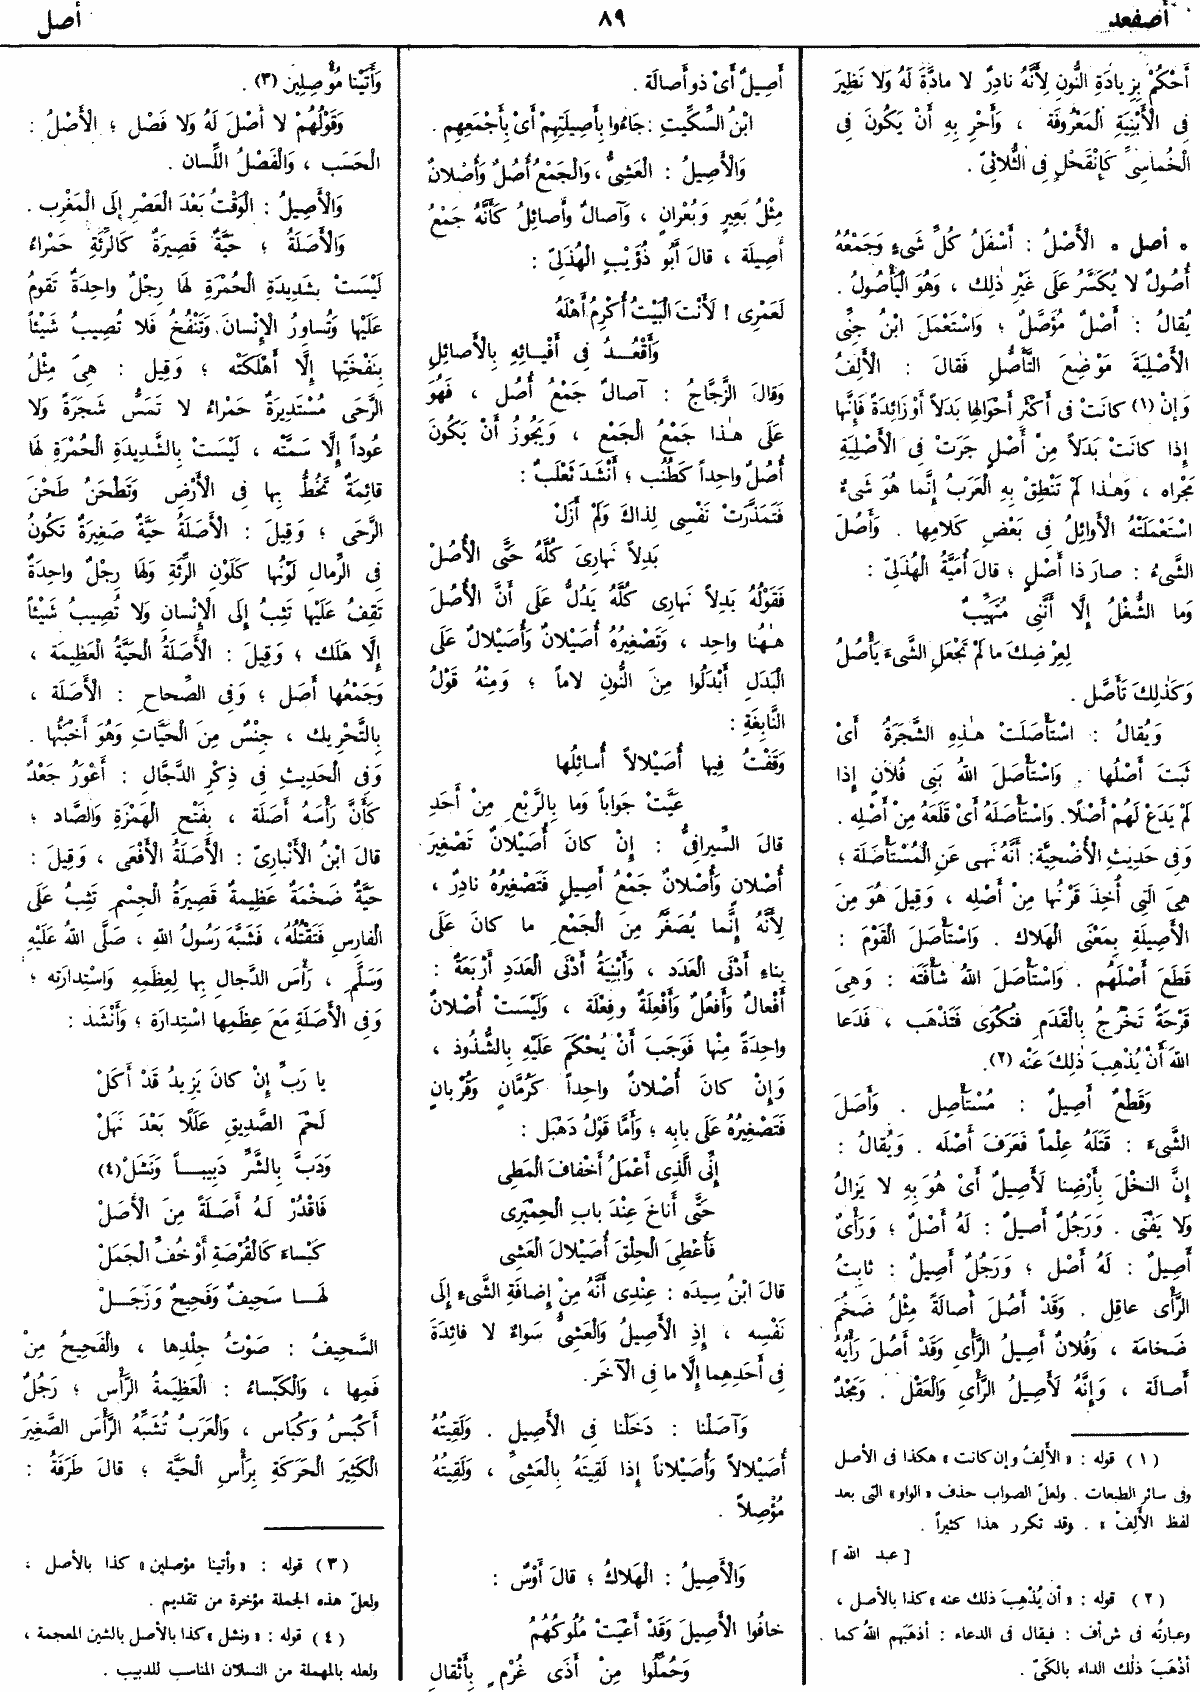 أصفعد
٨٩
أصل
أَحْكُمْ بِزِيادَةِ النُّونِ لِأَنَّهُ نادِرٌ لا مادَّةَ لَهُ وَلا نَظِيرَ
فِي الْأَبْنِيَةِ الْمَعْرُوفَةِ ، وَأَحْرِ بِهِ أَنْ يَكُونَ فِي
الْخُماسِيِّ كَإِنْقَحْلٍ فِي الثُّلاثِيِّ .
« أصل » الْأَصْلُ : أَسْفَلُ كُلِّ شَيْءٍ وَجَمْعُهُ
أُصُولٌ لا يُكَسَّرُ عَلَى غَيْرِ ذٰلِكَ ، وَهُوَ الْيَأْصُولُ .
يُقالُ : أَصْلٌ مُؤَصَّلٌ ؛ وَاسْتَعْمَلَ ابْنُ جِنِّي
الْأَصْلِيَةَ مَوْضِعَ التَّأَصُّلِ فَقالَ : الْأَلِفُ
وَإِنْ (١) كانَتْ فِي أَكْثَرِ أَحْوالِها بَدَلاً أَوْ زائِدَةً فَإِنَّها
إِذا كانَتْ بَدَلاً مِنْ أَصْلٍ جَرَتْ فِي الْأَصْلِيَةِ
مَجْراه ، وَهٰذا لَمْ تَنْطِقْ بِهِ الْعَرَبُ إِنَّما هُوَ شَيْءٌ
اسْتَعْمَلَتْهُ الْأَوائِلُ فِي بَعْضِ كَلامِها . وَأَصُلَ
الشَّيْءُ : صارَ ذا أَصْلٍ ؛ قالَ أُمَيَّةُ الْهُذَلِيُّ :
وَما الشُّغْلُ إِلَّا أَنَّنِي مُتَهَيِّبٌ
لِعِرْضِكَ ما لَمْ تَجْعَلِ الشَّيْءَ يَأْصُلُ
وَكَذٰلِكَ تَأَصَّل .
وَيُقالُ : اسْتَأْصَلَتْ هٰذِهِ الشَّجَرَةُ أَيْ
ثَبَتَ أَصْلُها . وَاسْتَأْصَلَ اللهُ بَنِي فُلانٍ إِذا
لَمْ يَدَعْ لَهُمْ أَصْلًا. وَاسْتَأْصَلَهُ أَيْ قَلَعَهُ مِنْ أَصْلِهِ .
وَفِي حَدِيثِ الْأُضْحِيَّة: أَنَّهُ نَهَى عَنِ الْمُسْتَأْصَلَة ؛
هِيَ الَّتِي أُخِذَ قَرْنُها مِنْ أَصْلِه ، وَقِيلَ هُوَ مِنَ
الْأَصِيلَةِ بِمَعْنَى الْهَلاك . وَاسْتَأْصَلَ الْقَوْمَ :
قَطَعَ أَصْلَهُم . وَاسْتَأْصَلَ اللهُ شَأْفَتَه : وَهِيَ
قَرْحَةٌ تَخْرُجُ بِالْقَدَمِ فَتُكْوَى فَتَذْهَب ، فَدَعا
اللهَ أَنْ يُذْهِبَ ذٰلِكَ عَنْه (٢).
وَقَطْعٌ أَصِيلٌ : مُسْتَأْصِل . وَأَصَلَ
الشَّيْءَ : قَتَلَهُ عِلْماً فَعَرَفَ أَصْلَه . وَيُقالُ :
إِنَّ النَّخْلَ بِأَرْضِنا لَأَصِيلٌ أَيْ هُوَ بِهِ لا يَزالُ
وَلا يَفْنَى . وَرَجُلٌ أَصِيلٌ : لَهُ أَصْلٌ ؛ وَرَأْيٌ
أَصِيلٌ : لَهُ أَصْل ؛ وَرَجُلٌ أَصِيلٌ : ثابِتُ
الرَّأْيِ عاقِل . وَقَدْ أَصُلَ أَصالَةً مِثْلُ ضَخُمَ
ضَخامَة ، وَفُلانٌ أَصِيلُ الرَّأْيِ وَقَدْ أَصُلَ رَأْيُهُ
أَصالَة ، وَإِنَّهُ لَأَصِيلُ الرَّأْيِ وَالْعَقْل . وَمَجْدٌ
( ١ ) قوله : « الألِفُ وإن كانت » هكذا فى الأصل
وفى سائر الطبعات . ولعلّ الصواب حذف « الواو » التى بعد
لفظ الألِفْ » . وقد تكرر هذا كثيراً .
[ عبد الله ]
( ٢ ) قوله : « أن يُذْهِبَ ذلك عنه » كذا بالأصل ،
وعبارتُه فى ش أف : فيقال فى الدعاء : أذهَبَهم اللهُ كما
أذْهَبَ ذلك الداء بالكَيّ .
أَصِيلٌ أَيْ ذو أَصالَة .
ابْنُ السِّكِّيتِ : جاءُوا بِأَصِيلَتِهِمْ أَيْ بِأَجْمَعِهِم .
وَالْأَصِيلُ : الْعَشِيُّ ، وَالْجَمْعُ أُصُلٌ وَأُصْلانٌ
مِثْلُ بَعِيرٍ وَبُعْرانٍ ، وَآصالٌ وأَصائِلُ كَأَنَّهُ جَمْعُ
أَصِيلَة ، قالَ أَبُو ذُؤَيْبٍ الْهُذَلِيُّ :
لَعَمْرِي ! لَأَنْتَ الْبَيْتُ أُكْرِمُ أَهْلَهُ
وَأَقْعُدُ فِي أَفْيائِهِ بِالْأَصائِلِ
وَقالَ الزَّجَّاجُ : آصالٌ جَمْعُ أُصُل ، فَهُوَ
عَلَى هٰذا جَمْعُ الْجَمْعِ ، وَيَجُوزُ أَنْ يَكُونَ
أُصُلٌ واحِداً كَطُنُب ؛ أَنْشَدَ ثَعْلَبٌ :
فَتَمَذَّرَتْ نَفْسِي لِذاكَ وَلَمْ أَزَلْ
بَدِلاً نَهارِيَ كُلَّهُ حَتَّى الْأُصُلْ
فَقَوْلُهُ بَدِلاً نَهارِي كُلَّهُ يَدُلُّ عَلَى أَنَّ الْأُصُلَ
هٰهُنا واحِد ، وَتَصْغِيرُهُ أُصَيْلانٌ وَأُصَيْلالٌ عَلَى
الْبَدَلِ أَبْدَلُوا مِنَ النُّونِ لاماً ؛ وَمِنْهُ قَوْلُ
النَّابِغَةِ :
وَقَفْتُ فِيها أُصَيْلالاً أُسائِلُها
عَيَّتْ جَواباً وَما بِالرَّبْعِ مِنْ أَحَدِ
قالَ السِّيرافِيُّ : إِنْ كانَ أُصَيْلانٌ تَصْغِيرَ
أُصْلانٍ وَأُصْلانٌ جَمْعُ أَصِيلٍ فَتَصْغِيرُهُ نادِرٌ ،
لِأَنَّهُ إِنَّما يُصَغَّرُ مِنَ الْجَمْعِ ما كانَ عَلَى
بِناءِ أَدْنَى الْعَدَد ، وَأَبْنِيَةُ أَدْنَى الْعَدَدِ أَرْبَعَةٌ :
أَفْعالٌ وَأَفْعُلٌ وَأَفْعِلَةٌ وفِعْلَة ، وَلَيْسَتْ أُصْلانٌ
واحِدَةً مِنْها فَوَجَبَ أَنْ يُحْكَمَ عَلَيْهِ بِالشُّذُوذ ،
وَإِنْ كانَ أُصْلانٌ واحِداً كَرُمَّانٍ وَقُرْبانٍ
فَتَصْغِيرُهُ عَلَى بابِه ؛ وَأَمَّا قَوْلُ دَهْبَل :
إِنِّي الَّذِي أَعْمَلُ أَخْفافَ الْمَطِي
حَتَّى أَناخَ عِنْدَ بابِ الْحِمْيَرِي
فَأُعْطِيَ الْحِلْقَ أُصَيْلالَ الْعَشِي
قالَ ابْنُ سِيدَه : عِنْدِي أَنَّهُ مِنْ إِضافَةِ الشَّيْءِ إِلَى
نَفْسِه ، إِذِ الْأَصِيلُ وَالْعَشِيُّ سَواءٌ لا فائِدَةَ
فِي أَحَدِهِما إِلَّا ما فِي الْآخَر .
وَآصَلْنا : دَخَلْنا فِي الْأَصِيلِ . وَلَقِيتُهُ
أُصَيْلالاً وَأُصَيْلاناً إِذا لَقِيتَهُ بِالْعَشِيِّ ، وَلَقِيتُهُ
مُؤْصِلاً .
وَالْأَصِيلُ : الْهَلاكُ ؛ قالَ أَوْسٌ :
خافُوا الْأَصِيلَ وَقَدْ أَعْيَتْ مُلُوكُهُمُ
وَحُمِّلُوا مِنْ أَذَى غُرْمٍ بِأَثْقالِ
وَأَتَيْنا مُؤْصِلِينَ (٣) .
وَقَوْلُهُمْ لا أَصْلَ لَهُ وَلا فَصْل ؛ الْأَصْلُ :
الْحَسَب ، وَالْفَصْلُ اللِّسان .
وَالْأَصِيلُ : الْوَقْتُ بَعْدَ الْعَصْرِ إِلَى الْمَغْرِب .
وَالْأَصَلَةُ ؛ حَيَّةٌ قَصِيرَةٌ كَالرِّئَةِ حَمْراءُ
لَيْسَتْ بِشَدِيدَةِ الْحُمْرَةِ لَها رِجْلٌ واحِدَةٌ تَقُومُ
عَلَيْها وَتُساوِرُ الْإِنْسانَ وَتَنْفُخُ فَلا تُصِيبُ شَيْئاً
بِنَفْخَتِها إِلَّا أَهْلَكَتْه ؛ وَقِيل : هِيَ مِثْلُ
الرَّحَى مُسْتَدِيرَةٌ حَمْراءُ لا تَمَسُّ شَجَرَةً وَلا
عُوداً إِلَّا سَمَّتْه ، لَيْسَتْ بِالشَّدِيدَةِ الْحُمْرَةِ لَها
قائِمَةٌ تَخُطُّ بِها فِي الْأَرْضِ وَتَطْحَنُ طَحْنَ
الرَّحَى ؛ وَقِيلَ : الْأَصَلَةُ حَيَّةٌ صَغِيرَةٌ تَكُونُ
فِي الرِّمالِ لَوْنُها كَلَوْنِ الرِّئَةِ وَلَها رِجْلٌ واحِدَةٌ
تَقِفُ عَلَيْها تَثِبُ إِلَى الْإِنْسانِ وَلا تُصِيبُ شَيْئاً
إِلَّا هَلَك ؛ وَقِيلَ : الْأَصَلَةُ الْحَيَّةُ الْعَظِيمَة ،
وَجَمْعُها أَصَل ؛ وَفِي الصِّحاح : الْأَصَلَة ،
بِالتَّحْرِيك ، جِنْسٌ مِنَ الْحَيَّاتِ وَهُوَ أَخْبَثُها .
وَفِي الْحَدِيثِ فِي ذِكْرِ الدَّجَّالِ : أَعْوَرُ جَعْدٌ
كَأَنَّ رَأْسَهُ أَصَلَة ، بِفَتْحِ الْهَمْزَةِ وَالصَّاد ؛
قالَ ابْنُ الْأَنْبارِيِّ : الْأَصَلَةُ الْأَفْعَى ، وَقِيلَ :
حَيَّةٌ ضَخْمَةٌ عَظِيمَةٌ قَصِيرَةُ الْجِسْمِ تَثِبُ عَلَى
الْفارِسِ فَتَقْتُلُهُ، فَشَبَّهَ رَسُولُ اللهِ ، صَلَّى اللهُ عَلَيْهِ
وَسَلَّم ، رَأْسَ الدَّجالِ بِها لِعِظَمِهِ وَاسْتِدارَتِه ؛
وَفِي الْأَصَلَةِ مَعَ عِظَمِها اسْتِدارَة ؛ وَأَنْشَدَ :
يا رَبِّ إِنْ كانَ يَزِيدُ قَدْ أَكَلْ
لَحْمَ الصَّدِيقِ عَلَلًا بَعْدَ نَهَلْ
وَدَبَّ بِالشَّرِّ دَبِيباً وَنَشَلْ (٤)
فَاقْدُرْ لَهُ أَصَلَةً مِنَ الْأَصَلْ
كَبْساءَ كَالْقُرْصَةِ أَوْ خُفِّ الْجَمَلْ
لَها سَحِيفٌ وَفَحِيحٌ وَزَجَلْ
السَّحِيفُ : صَوْتُ جِلْدِها ، وَالْفَحِيحُ مِنْ
فَمِها ، وَالْكَبْساءُ : الْعَظِيمَةُ الرَّأْسِ ؛ رَجُلٌ
أَكْبَسُ وَكُباس ، وَالْعَرَبُ تُشَبِّهُ الرَّأْسَ الصَّغِيرَ
الْكَثِيرَ الْحَرَكَةِ بِرَأْسِ الْحَيَّة ؛ قالَ طَرَفَةُ :
( ٣ ) قوله : « وأتينا مؤصلين » كذا بالأصل ،
ولعلّ هذه الجملة مؤخرة من تقديم .
( ٤ ) قوله : « ونشل » كذا بالأصل بالشين المعجمة ،
ولعله بالمهملة من النسلان المناسب للدبيب .